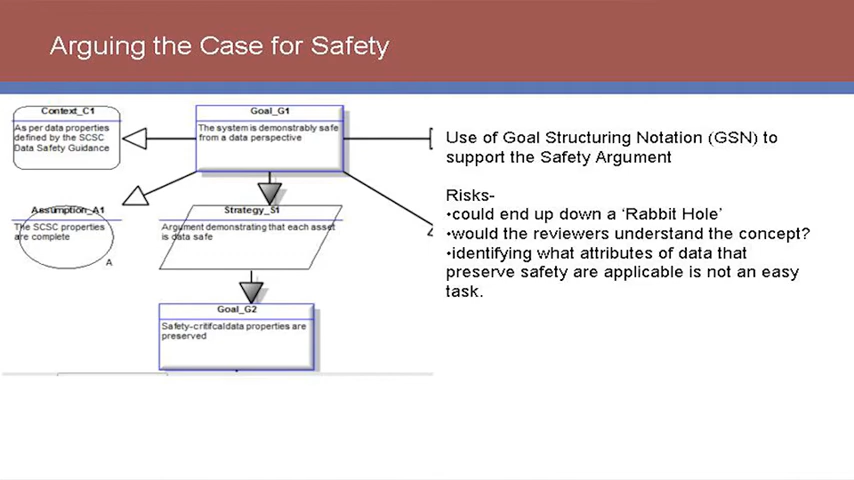 Arguing the Case for Safety
Context_C1
As per data properties
defined by the SCSC
Data Safety Guidance
Goal_G1
The system is demonstrably safe
from a data perspective
Assumption_A1
The SCSC properties
are complete
A
Strategy_S1
Argument demonstrating that each asset
is data safe
Goal_G2
Safety-critifcaldata properties are
preserved
Use of Goal Structuring Notation (GSN) to
support the Safety Argument
Risks-
•could end up down a ‘Rabbit Hole’
•would the reviewers understand the concept?
•identifying what attributes of data that
preserve safety are applicable is not an easy
task.